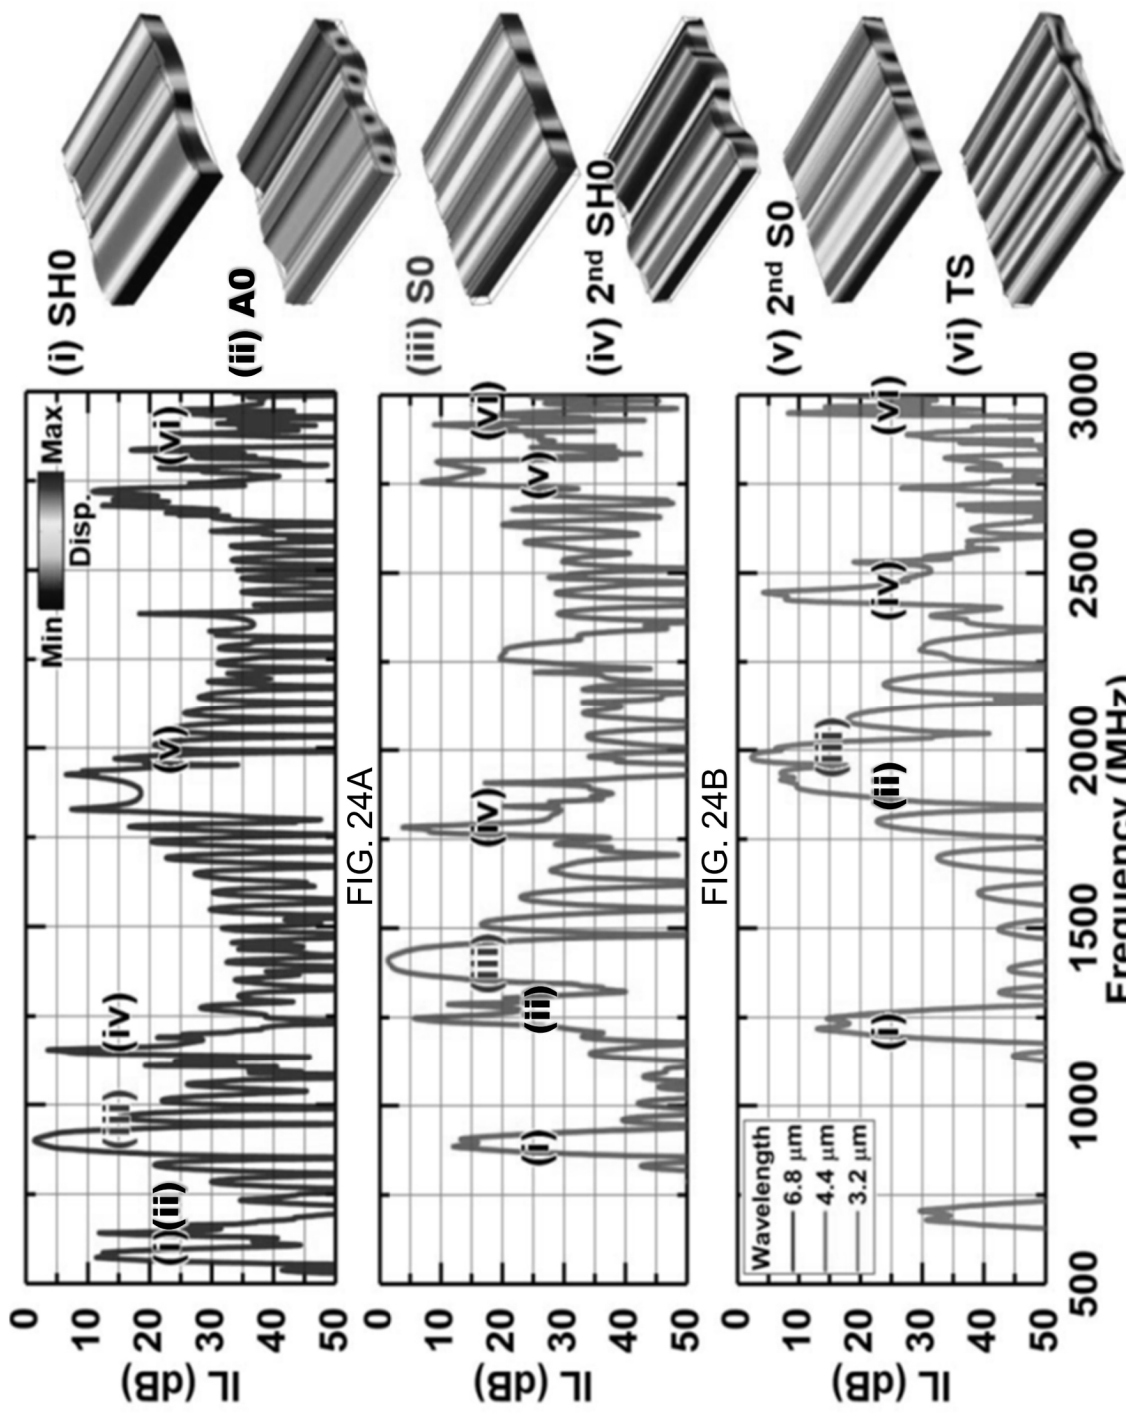 Min
Max
Disp.
0
10
20
30
40
50
IL (dB)
(i)
(ii)
(iii)
(iv)
(v)
(vi)
FIG. 24A
0
10
20
30
40
50
IL (dB)
(i)
(ii)
(iii)
(iv)
(v)
(vi)
FIG. 24B
0
10
20
30
40
50
IL (dB)
Wavelength
6.8 µm
4.4 µm
3.2 µm
(i)
(ii)
(iii)
(iv)
(vi)
500
1000
1500
2000
2500
3000
Frequency (MHz)
(i) SH0
(ii) A0
(iii) S0
(iv) 2nd SH0
(v) 2nd S0
(vi) TS